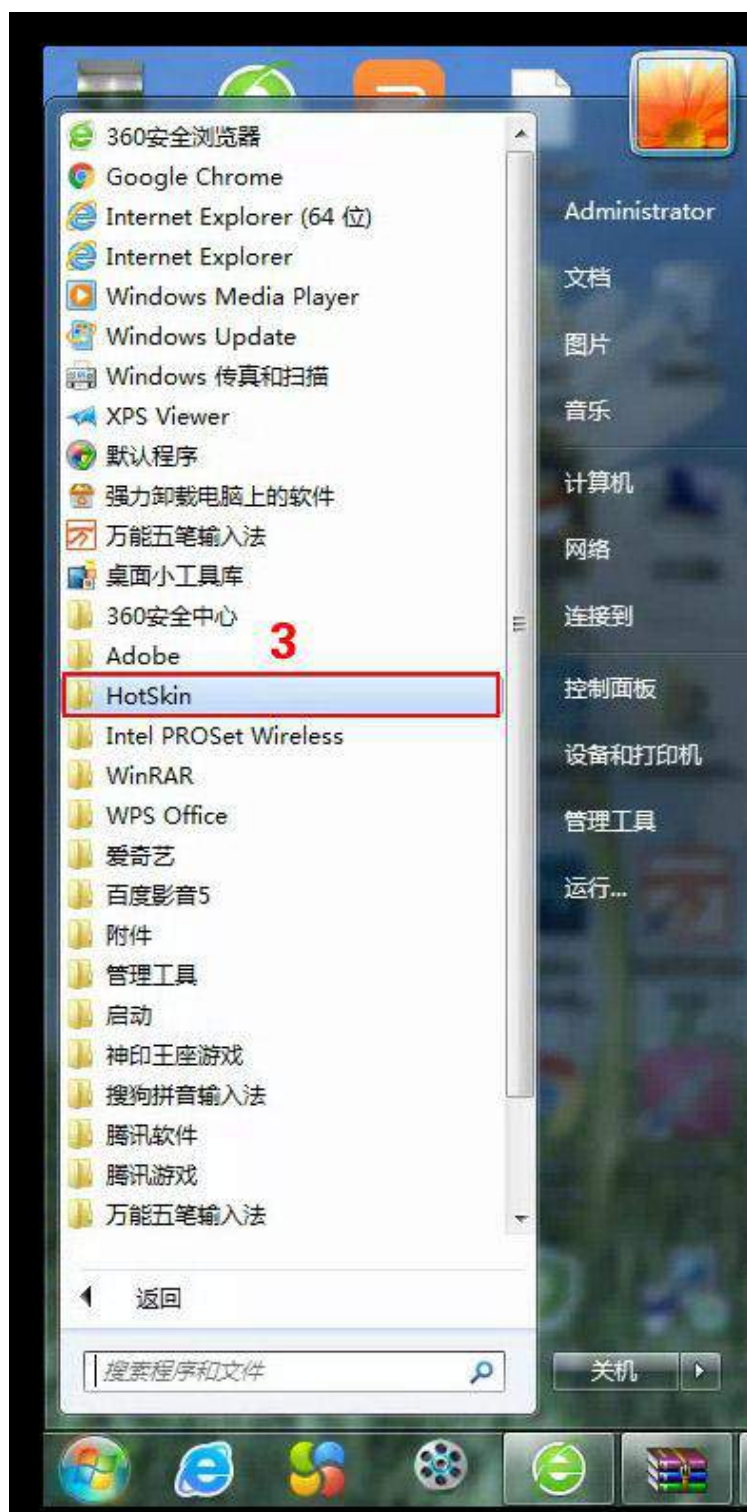 360安全浏览器
Google Chrome
Internet Explorer (64 位)
Internet Explorer
Windows Media Player
Windows Update
Windows 传真和扫描
XPS Viewer
默认程序
强力卸载电脑上的软件
万能五笔输入法
桌面小工具库
360安全中心
3
Adobe
HotSkin
Intel PROSet Wireless
WinRAR
WPS Office
爱奇艺
百度影音5
附件
管理工具
启动
神印王座游戏
搜狗拼音输入法
腾讯软件
腾讯游戏
万能五笔输入法
返回
搜索程序和文件
Administrator
文档
图片
音乐
计算机
网络
连接到
控制面板
设备和打印机
管理工具
运行...
关机